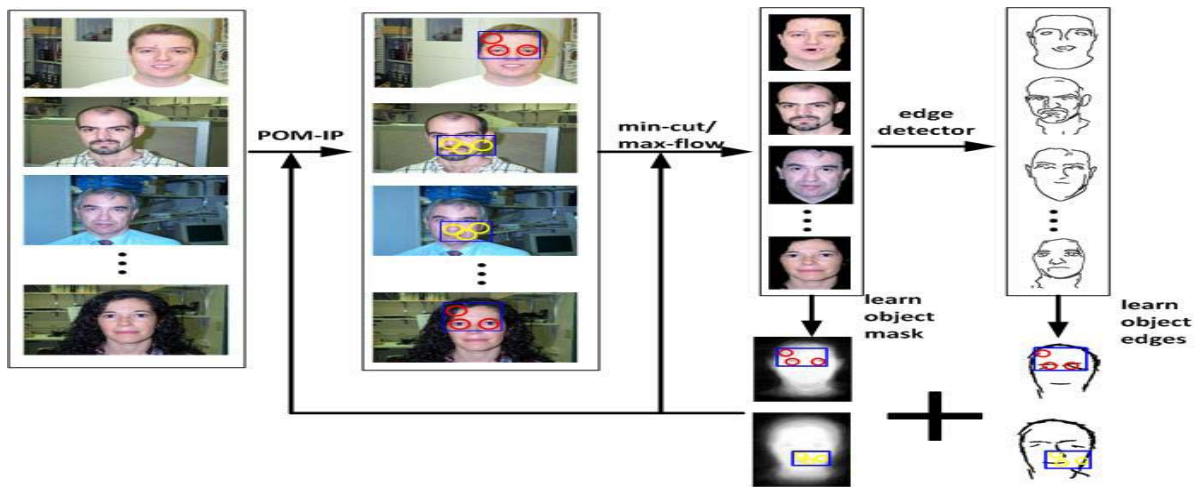 POM-IP
min-cut/
max-flow
edge
detector
learn
object
mask
learn
object
edges